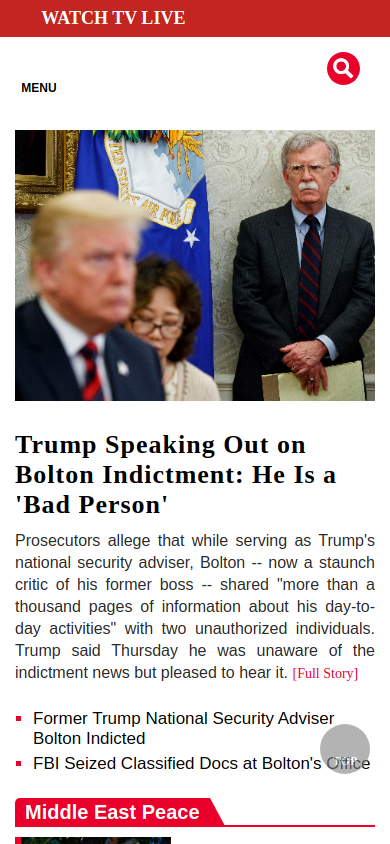 WATCH TV LIVE
MENU
Trump Speaking Out on
Bolton Indictment: He Is a
'Bad Person'
Prosecutors allege that while serving as Trump's
national security adviser, Bolton -- now a staunch
critic of his former boss -- shared "more than a
thousand pages of information about his day-to-
day activities" with two unauthorized individuals.
Trump said Thursday he was unaware of the
indictment news but pleased to hear it. [Full Story]
Former Trump National Security Adviser
Bolton Indicted
FBI Seized Classified Docs at Bolton's Office
TOP
Middle East Peace